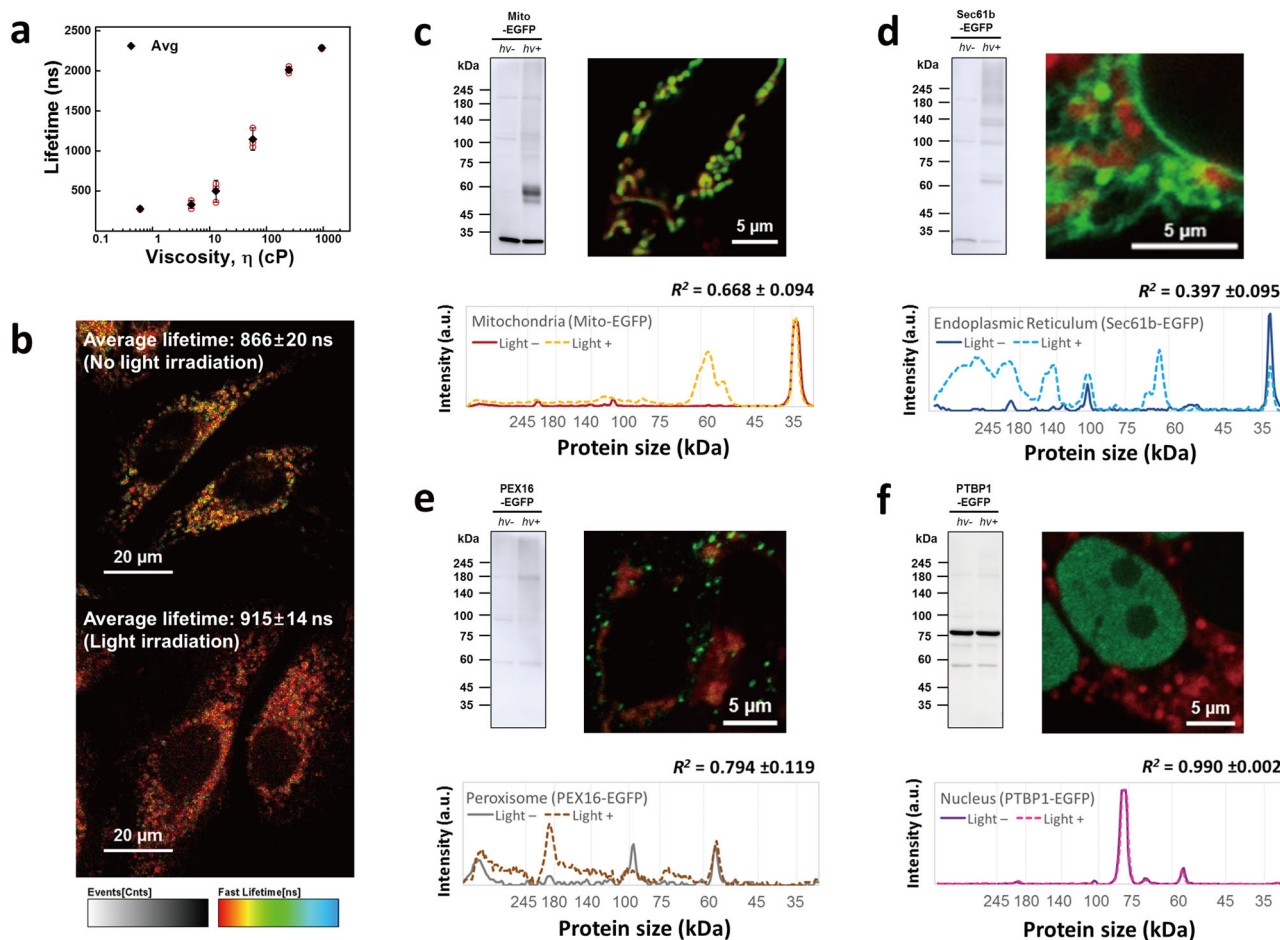 a
Avg
2500
2000
1500
1000
500
Lifetime (ns)
0.1
1
10
100
1000
Viscosity, η (cP)
b
Average lifetime: 866±20 ns
(No light irradiation)
20 µm
Average lifetime: 915±14 ns
(Light irradiation)
20 µm
Events[Cnts]
Fast Lifetime[ns]
c
Mito
-EGFP
hv- hv+
kDa
245
180
140
100
75
60
45
35
5 µm
R² = 0.668 ± 0.094
Mitochondria (Mito-EGFP)
Light – Light +
Intensity (a.u.)
245 180 140 100 75 60 45 35
Protein size (kDa)
d
Sec61b
-EGFP
hv- hv+
kDa
245
180
140
100
75
60
45
35
5 µm
R² = 0.397 ±0.095
Endoplasmic Reticulum (Sec61b-EGFP)
Light – Light +
Intensity (a.u.)
245 180 140 100 75 60 45 35
Protein size (kDa)
e
PEX16
-EGFP
hv- hv+
kDa
245
180
140
100
75
60
45
35
5 µm
R² = 0.794 ±0.119
Peroxisome (PEX16-EGFP)
Light – Light +
Intensity (a.u.)
245 180 140 100 75 60 45 35
Protein size (kDa)
f
PTBP1
-EGFP
hv- hv+
kDa
245
180
140
100
75
60
45
35
5 µm
R² = 0.990 ±0.002
Nucleus (PTBP1-EGFP)
Light – Light +
Intensity (a.u.)
245 180 140 100 75 60 45 35
Protein size (kDa)